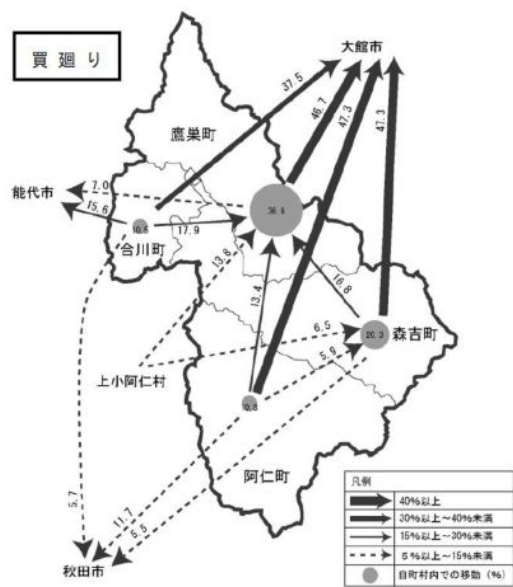 買廻り
大館市
37.5
46.7
47.3
47.3
鷹巣町
能代市
7.0
15.6
10.6
17.9
合川町
13.8
13.4
16.8
6.5
20.3
森吉町
5.9
上小阿仁村
阿仁町
5.7
11.7
5.5
秋田市
凡例
40%以上
30%以上～40%未満
15%以上～30%未満
5%以上～15%未満
自町村内での移動(%)